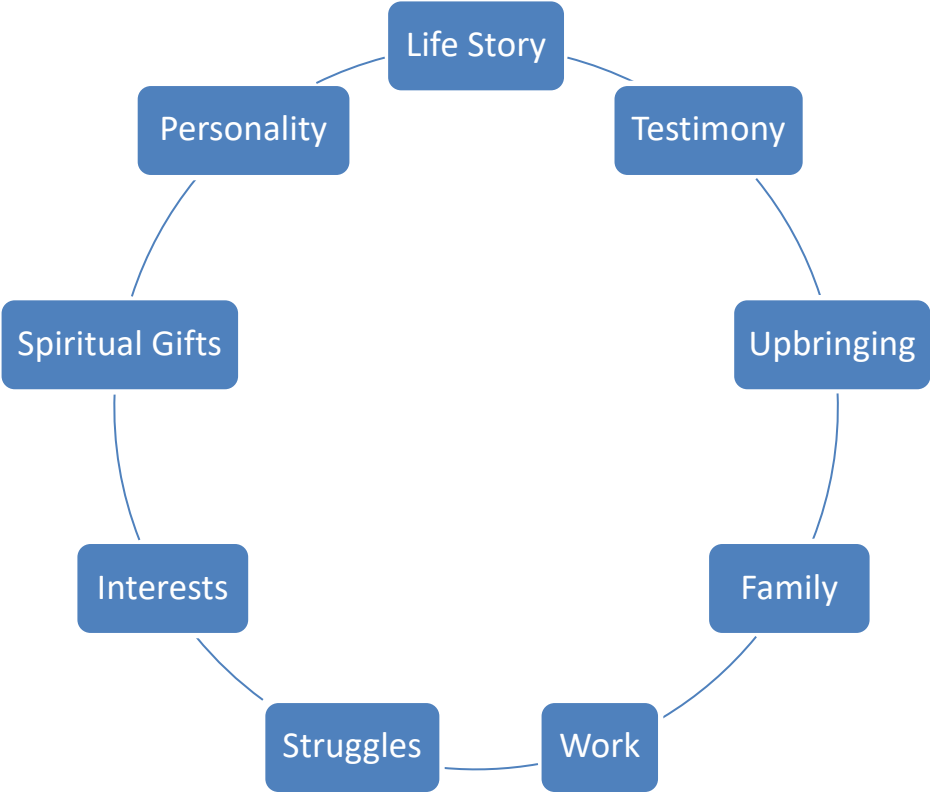 Life Story
Testimony
Upbringing
Family
Work
Struggles
Interests
Spiritual Gifts
Personality